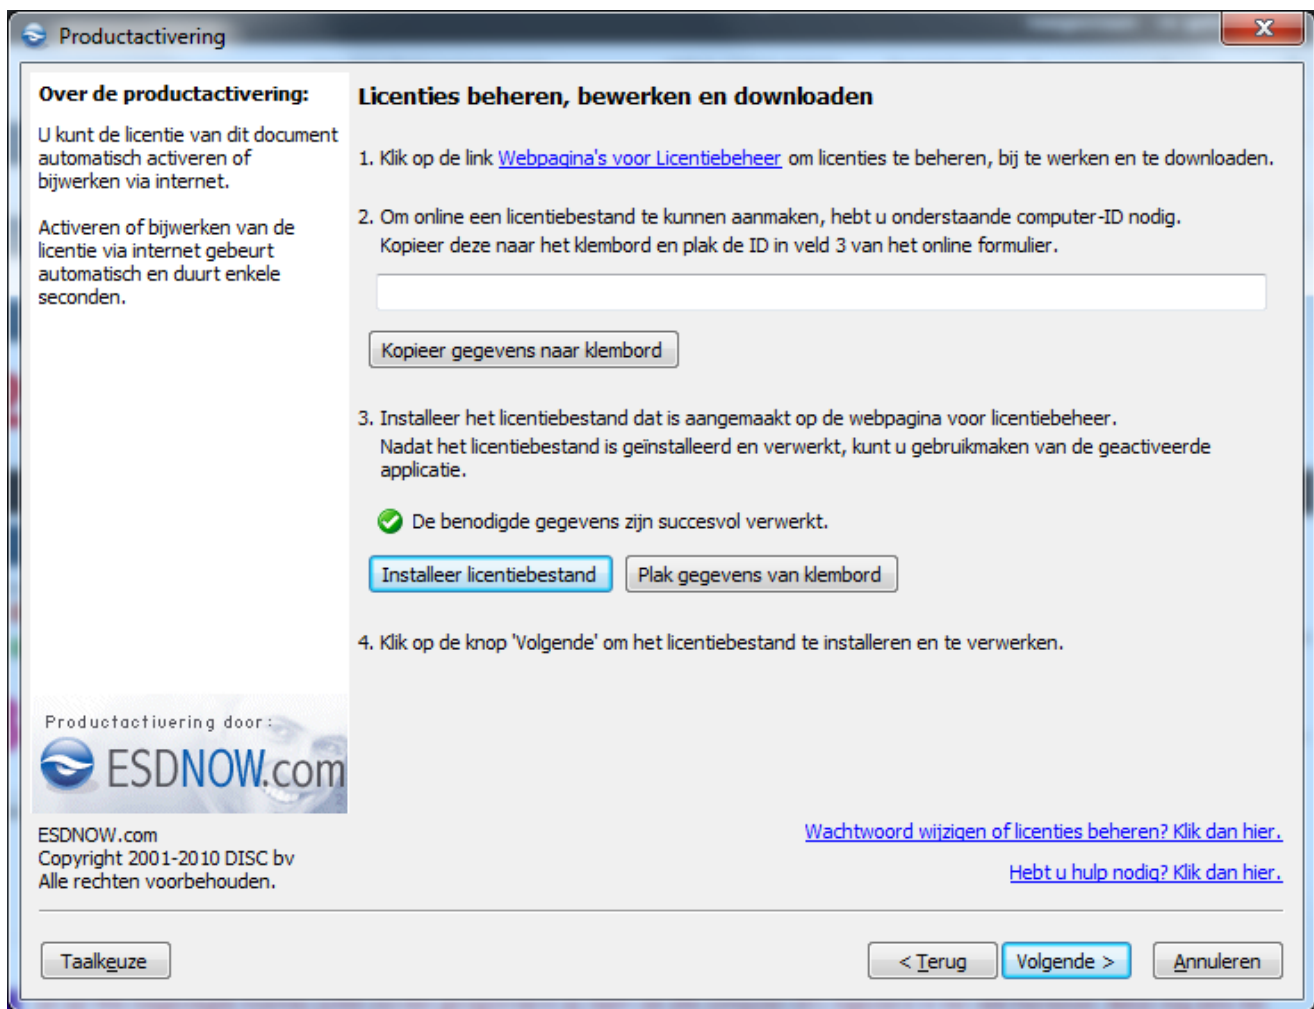 Productactivering
Over de productactivering:
U kunt de licentie van dit document
automatisch activeren of
bijwerken via internet.
Activeren of bijwerken van de
licentie via internet gebeurt
automatisch en duurt enkele
seconden.
Productactivering door:
ESDNOW.com
ESDNOW.com
Copyright 2001-2010 DISC bv
Alle rechten voorbehouden.
Licenties beheren, bewerken en downloaden
1. Klik op de link Webpagina's voor Licentiebeheer om licenties te beheren, bij te werken en te downloaden.
2. Om online een licentiebestand te kunnen aanmaken, hebt u onderstaande computer-ID nodig.
Kopieer deze naar het klembord en plak de ID in veld 3 van het online formulier.
Kopieer gegevens naar klembord
3. Installeer het licentiebestand dat is aangemaakt op de webpagina voor licentiebeheer.
Nadat het licentiebestand is geïnstalleerd en verwerkt, kunt u gebruikmaken van de geactiveerde
applicatie.
De benodigde gegevens zijn succesvol verwerkt.
Installeer licentiebestand Plak gegevens van klembord
4. Klik op de knop 'Volgende' om het licentiebestand te installeren en te verwerken.
Wachtwoord wijzigen of licenties beheren? Klik dan hier.
Hebt u hulp nodig? Klik dan hier.
Taalkeuze < Terug Volgende > Annuleren